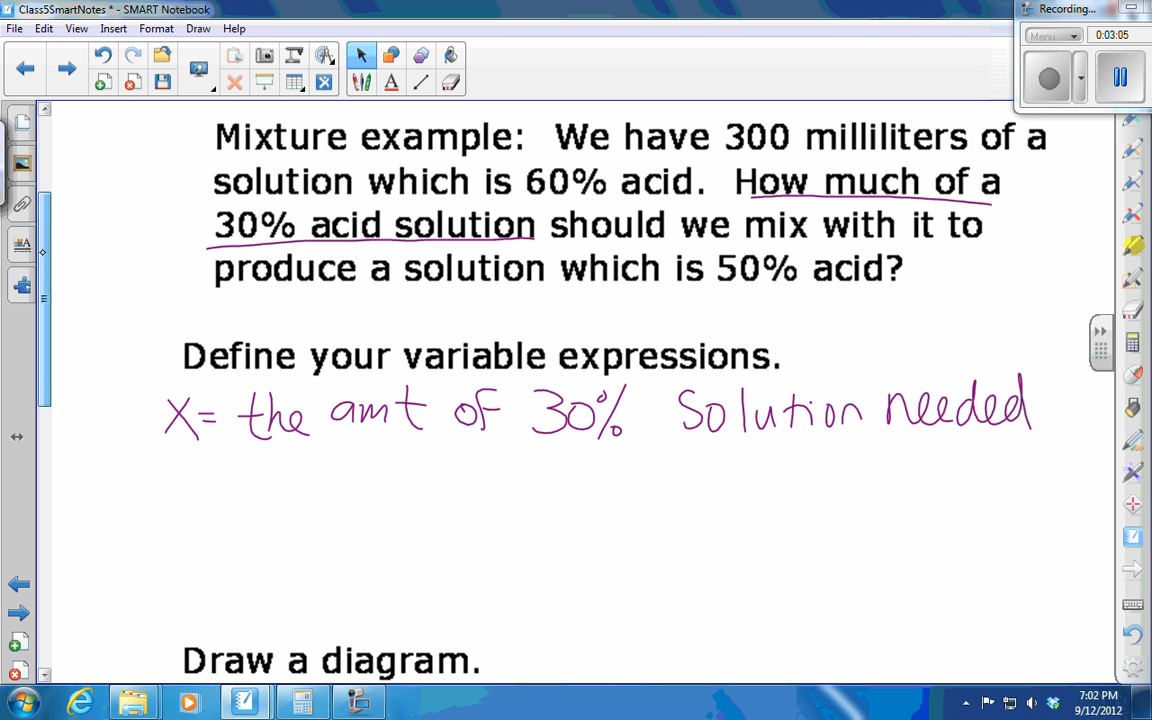 Class5SmartNotes * - SMART Notebook
Recording...
File Edit View Insert Format Draw Help
Menu
0:03:05
Mixture example: We have 300 milliliters of a
solution which is 60% acid. How much of a
30% acid solution should we mix with it to
produce a solution which is 50% acid?
Define your variable expressions.
X= the amt of 30% solution needed
Draw a diagram.
7:02 PM
9/12/2012